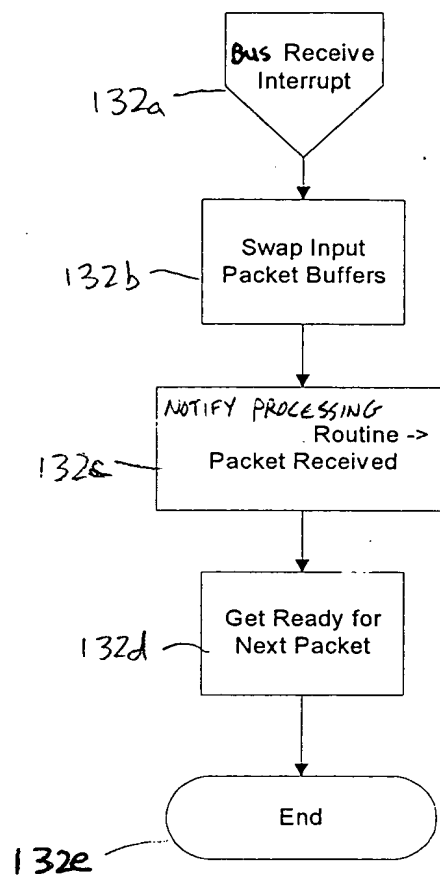 Bus Receive
Interrupt
132a
Swap Input
Packet Buffers
132b
NOTIFY PROCESSING
Routine ->
Packet Received
132c
Get Ready for
Next Packet
132d
End
132e